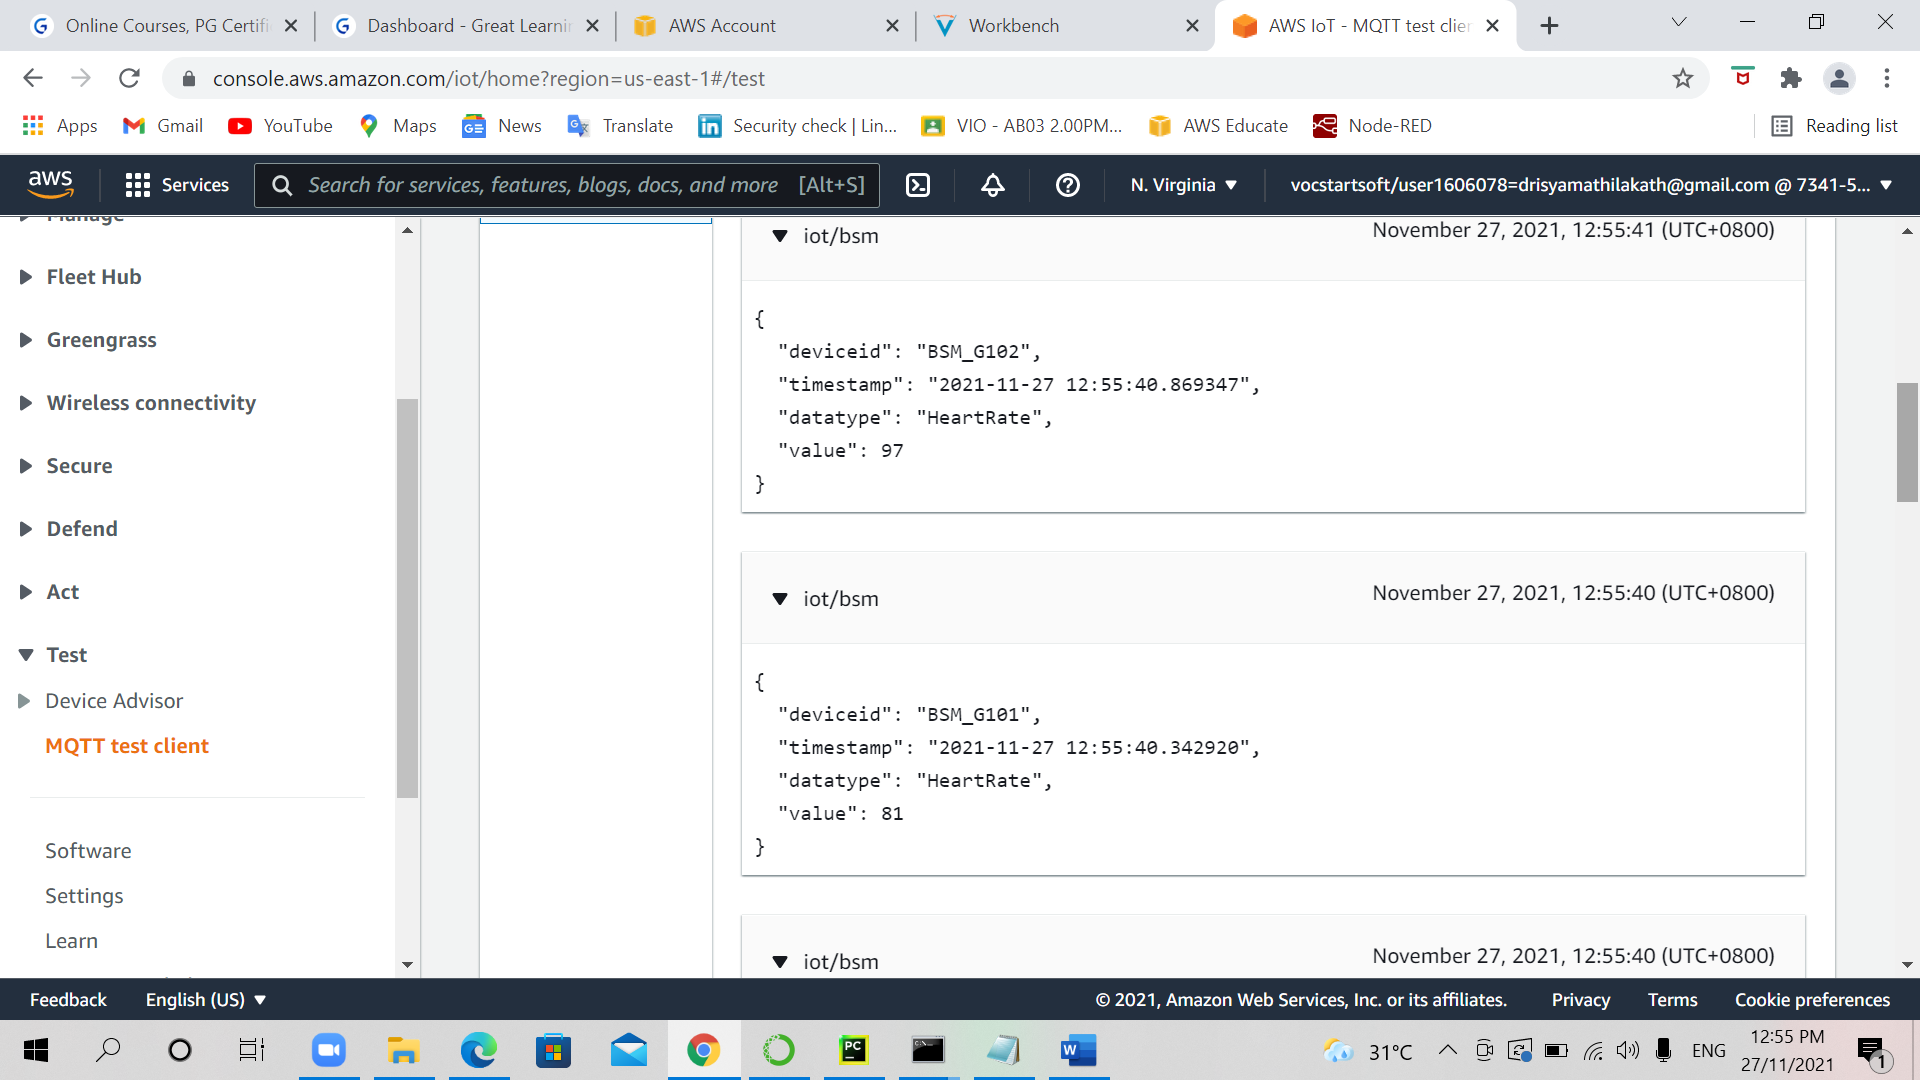 Online Courses, PG Certifi
Dashboard - Great Learnin
AWS Account
Workbench
AWS IoT - MQTT test clien
console.aws.amazon.com/iot/home?region=us-east-1#/test
Apps
Gmail
YouTube
Maps
News
Translate
Security check | Lin...
VIO - AB03 2.00PM...
AWS Educate
Node-RED
Reading list
aws
Services
Search for services, features, blogs, docs, and more [Alt+S]
N. Virginia
vocstartsoft/user1606078=drisyamathilakath@gmail.com @ 7341-5...
Manage
Fleet Hub
Greengrass
Wireless connectivity
Secure
Defend
Act
Test
Device Advisor
MQTT test client
Software
Settings
Learn
iot/bsm
November 27, 2021, 12:55:41 (UTC+0800)
{
"deviceid": "BSM_G102",
"timestamp": "2021-11-27 12:55:40.869347",
"datatype": "HeartRate",
"value": 97
}
iot/bsm
November 27, 2021, 12:55:40 (UTC+0800)
{
"deviceid": "BSM_G101",
"timestamp": "2021-11-27 12:55:40.342920",
"datatype": "HeartRate",
"value": 81
}
iot/bsm
November 27, 2021, 12:55:40 (UTC+0800)
Feedback
English (US)
© 2021, Amazon Web Services, Inc. or its affiliates.
Privacy
Terms
Cookie preferences
31°C
ENG
12:55 PM
27/11/2021
1